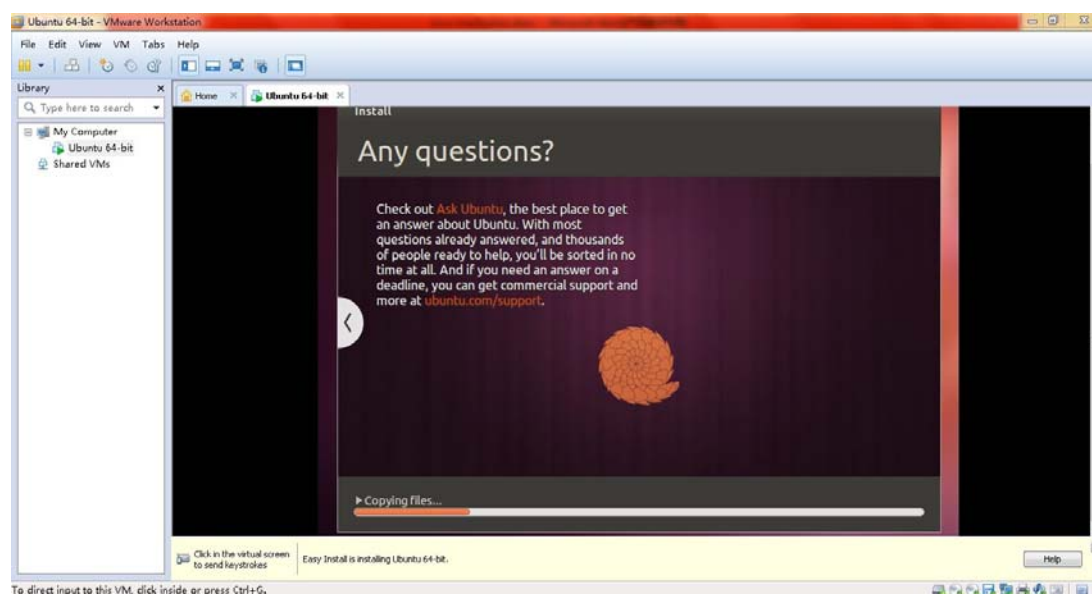 Ubuntu 64-bit - VMware Workstation
File Edit View VM Tabs Help
Library
Type here to search
My Computer
Ubuntu 64-bit
Shared VMs
Home
Ubuntu 64-bit
Install
Any questions?
Check out Ask Ubuntu, the best place to get
an answer about Ubuntu. With most
questions already answered, and thousands
of people ready to help, you'll be sorted in no
time at all. And if you need an answer on a
deadline, you can get commercial support and
more at ubuntu.com/support.
Copying files...
Click in the virtual screen
to send keystrokes
Easy Install is installing Ubuntu 64-bit.
Help
To direct input to this VM, click inside or press Ctrl+G.